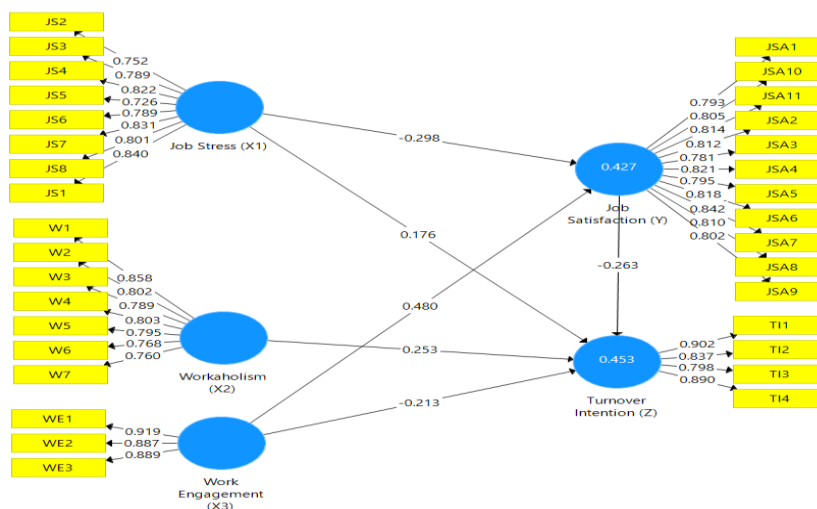 JS2
JS3
JS4
JS5
JS6
JS7
JS8
JS1
0.752
0.789
0.822
0.726
0.789
0.831
0.801
0.840
Job Stress (X1)
W1
W2
W3
W4
W5
W6
W7
0.858
0.802
0.789
0.803
0.795
0.768
0.760
Workaholism
(X2)
WE1
WE2
WE3
0.919
0.887
0.889
Work
Engagement
(X3)
-0.298
0.176
0.480
0.253
-0.213
-0.263
0.427
Job
Satisfaction (Y)
0.453
Turnover
Intention (Z)
0.793
0.805
0.814
0.812
0.781
0.821
0.795
0.818
0.842
0.810
0.802
JSA1
JSA10
JSA11
JSA2
JSA3
JSA4
JSA5
JSA6
JSA7
JSA8
JSA9
0.902
0.837
0.798
0.890
TI1
TI2
TI3
TI4